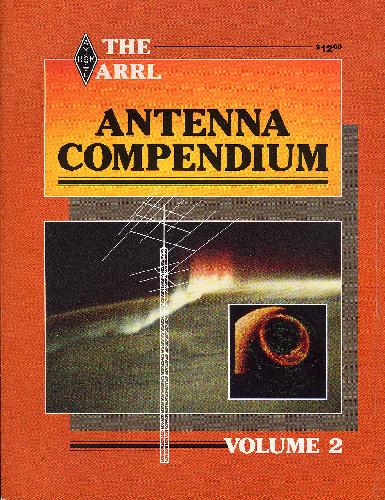 THE
ARRL
$12.00
ANTENNA
COMPENDIUM
VOLUME 2